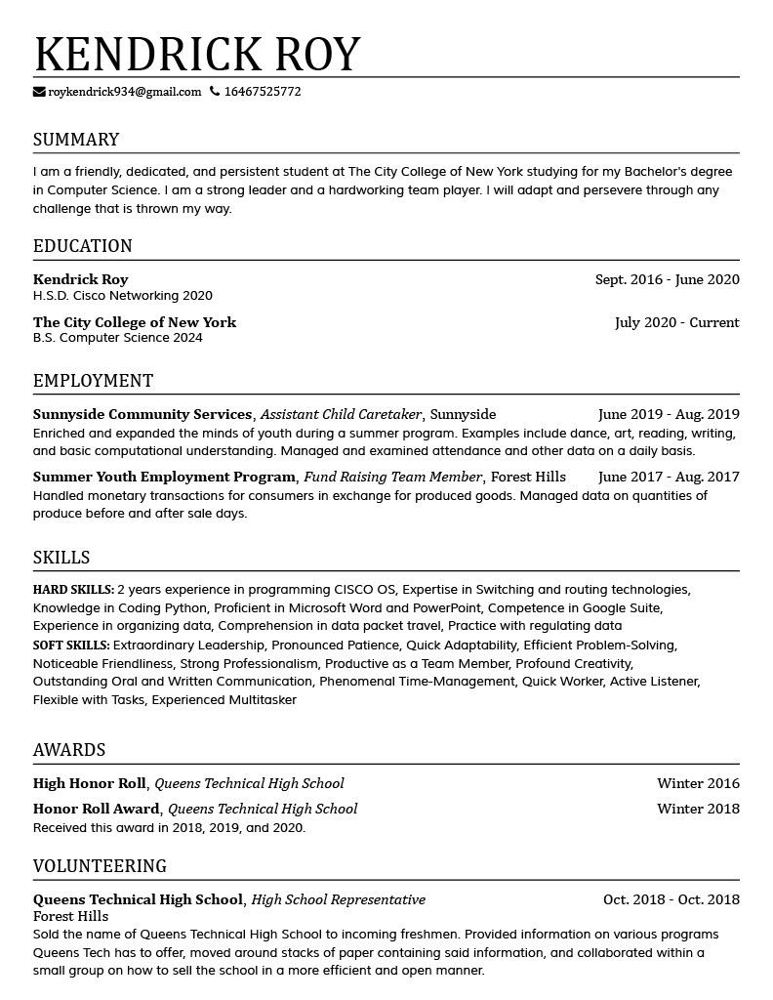 KENDRICK ROY
roykendrick934@gmail.com 16467525772
SUMMARY
I am a friendly, dedicated, and persistent student at The City College of New York studying for my Bachelor's degree
in Computer Science. I am a strong leader and a hardworking team player. I will adapt and persevere through any
challenge that is thrown my way.
EDUCATION
Kendrick Roy Sept. 2016 - June 2020
H.S.D. Cisco Networking 2020
The City College of New York July 2020 - Current
B.S. Computer Science 2024
EMPLOYMENT
Sunnyside Community Services, Assistant Child Caretaker, Sunnyside June 2019 - Aug. 2019
Enriched and expanded the minds of youth during a summer program. Examples include dance, art, reading, writing,
and basic computational understanding. Managed and examined attendance and other data on a daily basis.
Summer Youth Employment Program, Fund Raising Team Member, Forest Hills June 2017 - Aug. 2017
Handled monetary transactions for consumers in exchange for produced goods. Managed data on quantities of
produce before and after sale days.
SKILLS
HARD SKILLS: 2 years experience in programming CISCO OS, Expertise in Switching and routing technologies,
Knowledge in Coding Python, Proficient in Microsoft Word and PowerPoint, Competence in Google Suite,
Experience in organizing data, Comprehension in data packet travel, Practice with regulating data
SOFT SKILLS: Extraordinary Leadership, Pronounced Patience, Quick Adaptability, Efficient Problem-Solving,
Noticeable Friendliness, Strong Professionalism, Productive as a Team Member, Profound Creativity,
Outstanding Oral and Written Communication, Phenomenal Time-Management, Quick Worker, Active Listener,
Flexible with Tasks, Experienced Multitasker
AWARDS
High Honor Roll, Queens Technical High School Winter 2016
Honor Roll Award, Queens Technical High School Winter 2018
Received this award in 2018, 2019, and 2020.
VOLUNTEERING
Queens Technical High School, High School Representative Oct. 2018 - Oct. 2018
Forest Hills
Sold the name of Queens Technical High School to incoming freshmen. Provided information on various programs
Queens Tech has to offer, moved around stacks of paper containing said information, and collaborated within a
small group on how to sell the school in a more efficient and open manner.